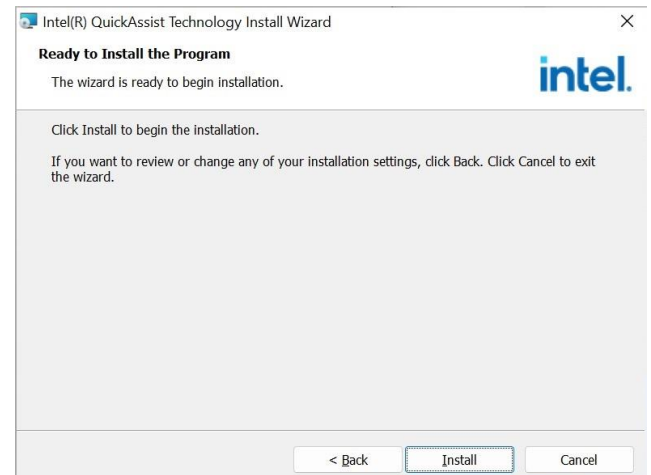 Intel(R) QuickAssist Technology Install Wizard
Ready to Install the Program
The wizard is ready to begin installation.
intel.
Click Install to begin the installation.
If you want to review or change any of your installation settings, click Back. Click Cancel to exit
the wizard.
< Back
Install
Cancel